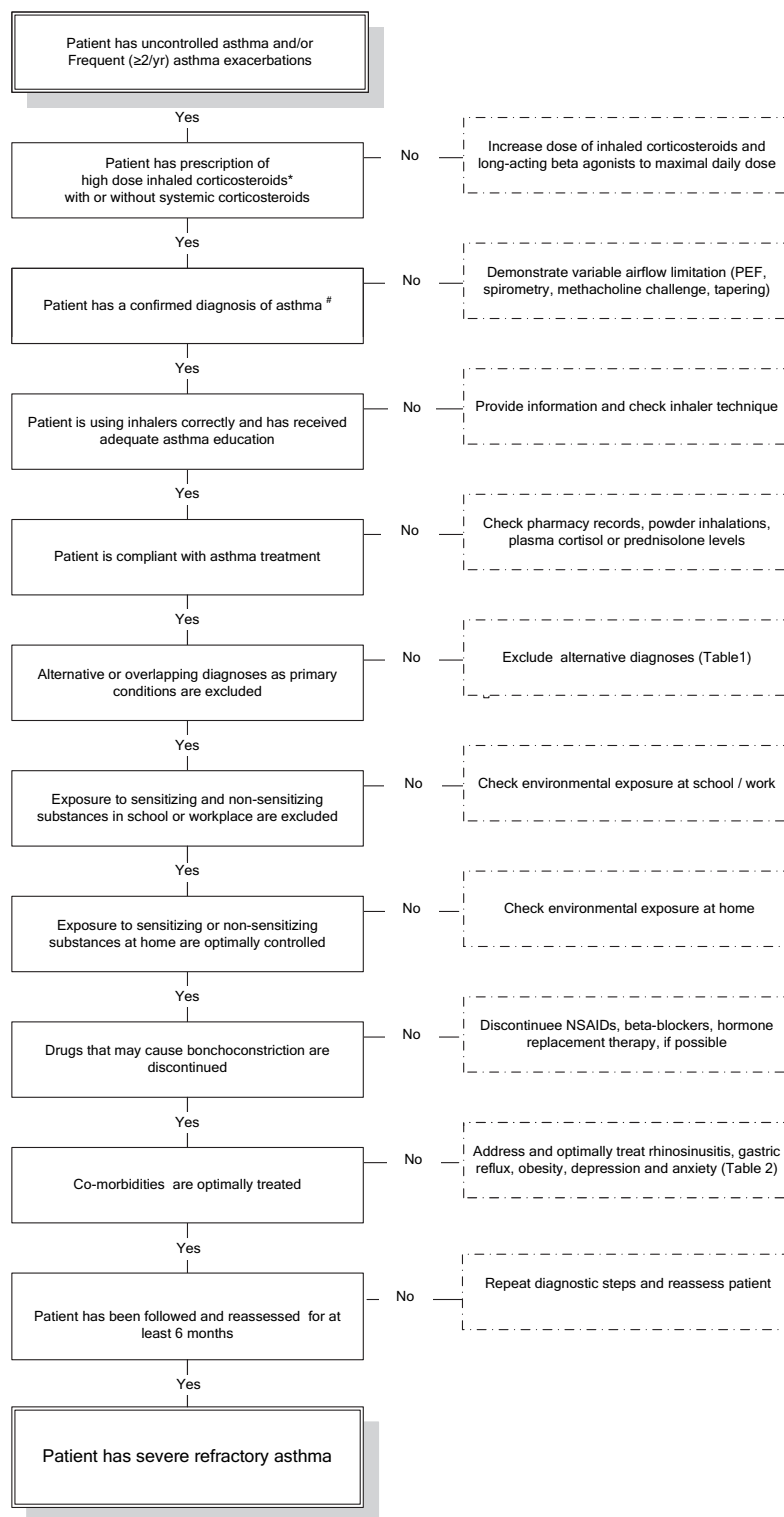 Patient has uncontrolled asthma and/or
Frequent (≥2/yr) asthma exacerbations
Yes
Patient has prescription of
high dose inhaled corticosteroids*
with or without systemic corticosteroids
No
Increase dose of inhaled corticosteroids and
long-acting beta agonists to maximal daily dose
Yes
Patient has a confirmed diagnosis of asthma #
No
Demonstrate variable airflow limitation (PEF,
spirometry, methacholine challenge, tapering)
Yes
Patient is using inhalers correctly and has received
adequate asthma education
No
Provide information and check inhaler technique
Yes
Patient is compliant with asthma treatment
No
Check pharmacy records, powder inhalations,
plasma cortisol or prednisolone levels
Yes
Alternative or overlapping diagnoses as primary
conditions are excluded
No
Exclude alternative diagnoses (Table1)
Yes
Exposure to sensitizing and non-sensitizing
substances in school or workplace are excluded
No
Check environmental exposure at school / work
Yes
Exposure to sensitizing or non-sensitizing
substances at home are optimally controlled
No
Check environmental exposure at home
Yes
Drugs that may cause bonchoconstriction are
discontinued
No
Discontinuee NSAIDs, beta-blockers, hormone
replacement therapy, if possible
Yes
Co-morbidities are optimally treated
No
Address and optimally treat rhinosinusitis, gastric
reflux, obesity, depression and anxiety (Table 2)
Yes
Patient has been followed and reassessed for at
least 6 months
No
Repeat diagnostic steps and reassess patient
Yes
Patient has severe refractory asthma